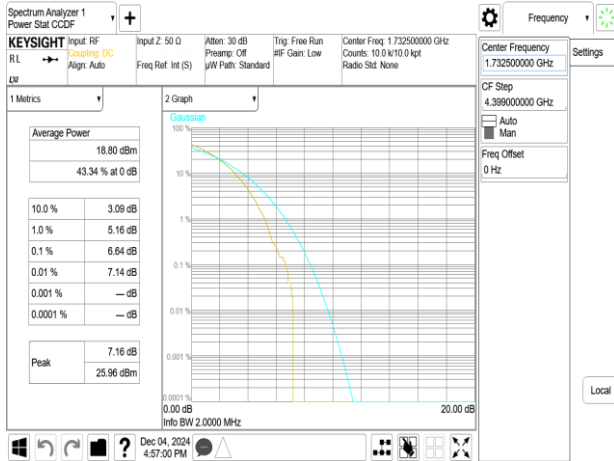 Spectrum Analyzer 1
Power Stat CCDF
Frequency
KEYSIGHT
RL
LXI
Input: RF
Coupling: DC
Align: Auto
Input Z: 50 Ω
Freq Ref: Int (S)
Atten: 30 dB
Preamp: Off
µW Path: Standard
Trig: Free Run
#IF Gain: Low
Center Freq: 1.732500000 GHz
Counts: 10.0 k/10.0 kpt
Radio Std: None
1 Metrics
Average Power
18.80 dBm
43.34 % at 0 dB
10.0 % 3.09 dB
1.0 % 5.16 dB
0.1 % 6.64 dB
0.01 % 7.14 dB
0.001 % --- dB
0.0001 % --- dB
Peak
7.16 dB
25.96 dBm
2 Graph
Gaussian
100 %
10 %
1 %
0.1 %
0.01 %
0.001 %
0.0001 %
0.00 dB 20.00 dB
Info BW 2.0000 MHz
Center Frequency
1.732500000 GHz
CF Step
4.399000000 GHz
Auto
Man
Freq Offset
0 Hz
Settings
Local
Dec 04, 2024
4:57:00 PM